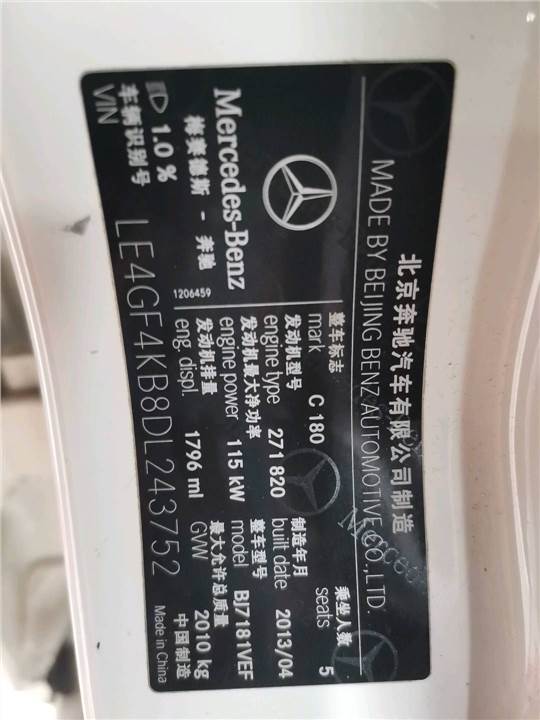 北京奔驰汽车有限公司制造
MADE BY BEIJING BENZ AUTOMOTIVE CO.,LTD.
整车标志
mark C 180
乘坐人数
seats 5
发动机型号
engine type 271 820
制造年月
built date 2013/04
发动机最大净功率
engine power 115 kW
整车型号
model BJ7181VEF
发动机排量
eng. displ. 1796 ml
最大允许总质量
GVW 2010 kg
Mercedes-Benz
梅赛德斯 - 奔驰
1206459
1.0 %
车辆识别号
VIN LE4GF4KB8DL243752
中国制造
Made in China